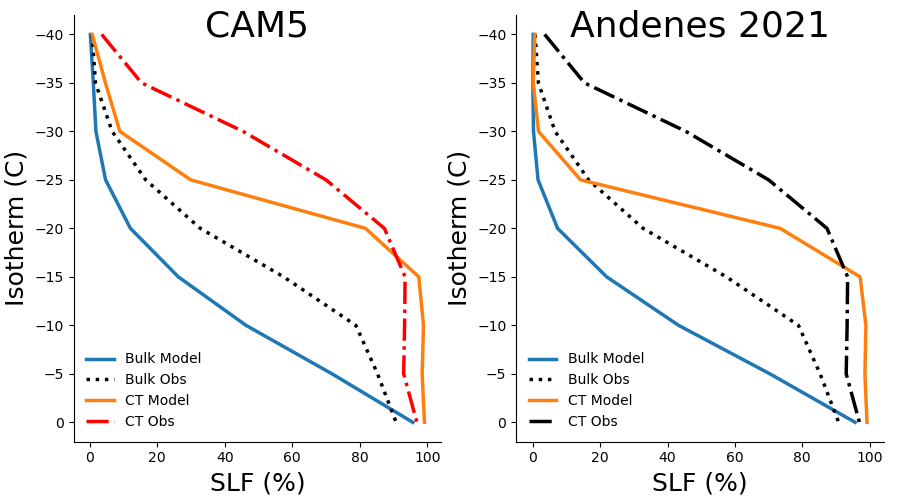 CAM5
Isotherm (C)
−40
−35
−30
−25
−20
−15
−10
−5
0
Bulk Model
Bulk Obs
CT Model
CT Obs
0 20 40 60 80 100
SLF (%)
Andenes 2021
Isotherm (C)
−40
−35
−30
−25
−20
−15
−10
−5
0
Bulk Model
Bulk Obs
CT Model
CT Obs
0 20 40 60 80 100
SLF (%)